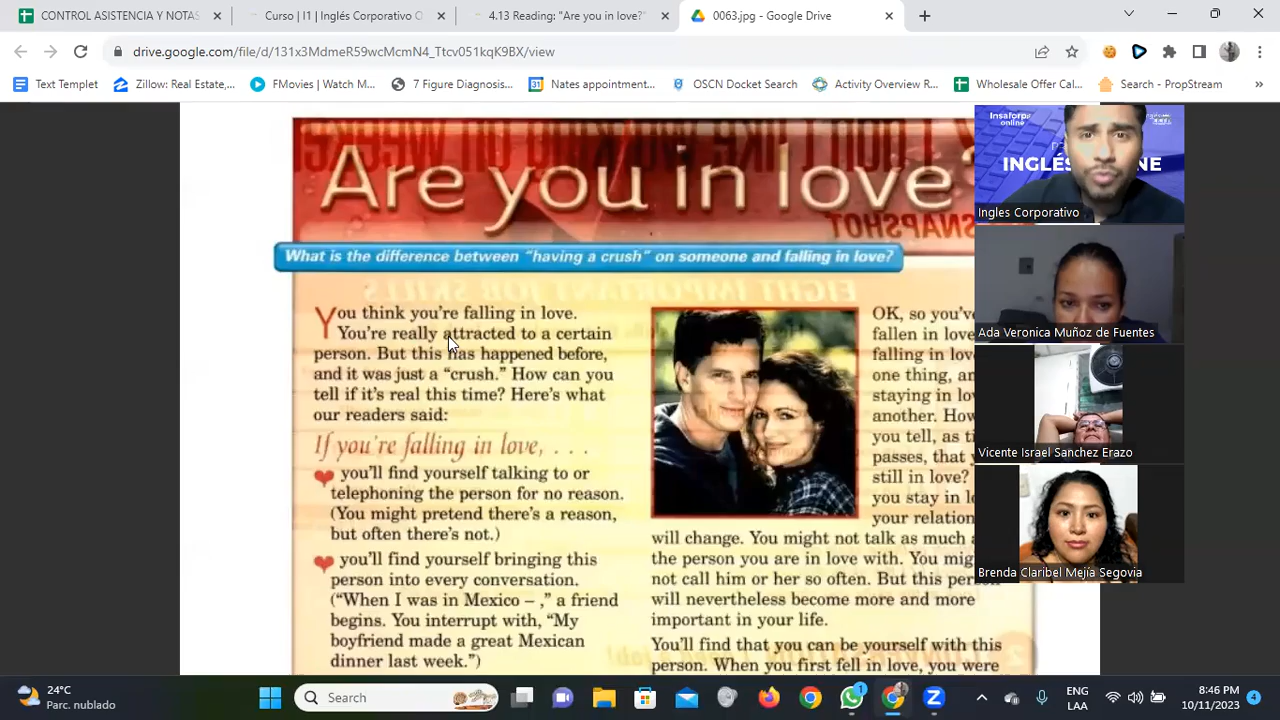 CONTROL ASISTENCIA Y NOTAS
Curso | I1 | Inglés Corporativo O
4.13 Reading: "Are you in love?"
0063.jpg - Google Drive
drive.google.com/file/d/131x3MdmeR59wcMcmN4_Ttcv051kqK9BX/view
Text Templet
Zillow: Real Estate,...
FMovies | Watch M...
7 Figure Diagnosis...
Nates appointment...
OSCN Docket Search
Activity Overview R...
Wholesale Offer Cal...
Search - PropStream
Are you in love
What is the difference between "having a crush" on someone and falling in love?
You think you're falling in love.
You're really attracted to a certain
person. But this has happened before,
and it was just a "crush." How can you
tell if it's real this time? Here's what
our readers said:
If you're falling in love, . . .
you'll find yourself talking to or
telephoning the person for no reason.
(You might pretend there's a reason,
but often there's not.)
you'll find yourself bringing this
person into every conversation.
("When I was in Mexico – ," a friend
begins. You interrupt with, "My
boyfriend made a great Mexican
dinner last week.")
OK, so you've
fallen in love
falling in lov
one thing, an
staying in lo
another. How
you tell, as ti
passes, that y
still in love?
you stay in lo
your relation
will change. You might not talk as much a
the person you are in love with. You mig
not call him or her so often. But this pers
will nevertheless become more and more
important in your life.
You'll find that you can be yourself with this
person. When you first fell in love, you were
Insaforp
online
INGLÉS
NE
Ingles Corporativo
Ada Veronica Muñoz de Fuentes
Vicente Israel Sanchez Erazo
Brenda Claribel Mejía Segovia
24°C
Parc. nublado
Search
1
ENG
LAA
8:46 PM
10/11/2023
4